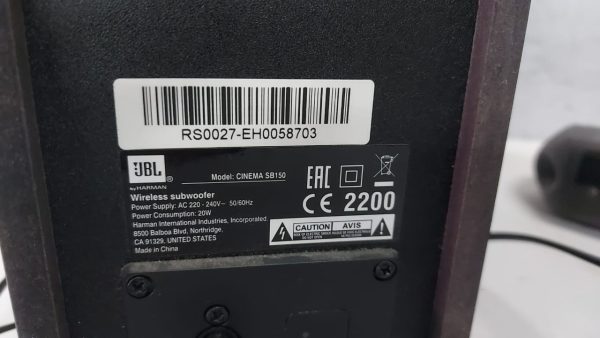 RS0027-EH0058703
JBL®
by HARMAN
Model: CINEMA SB150
Wireless subwoofer
Power Supply: AC 220 - 240V~ 50/60Hz
Power Consumption: 20W
Harman International Industries, Incorporated.
8500 Balboa Blvd, Northridge,
CA 91329, UNITED STATES
Made in China
EAC
CE 2200
CAUTION AVIS